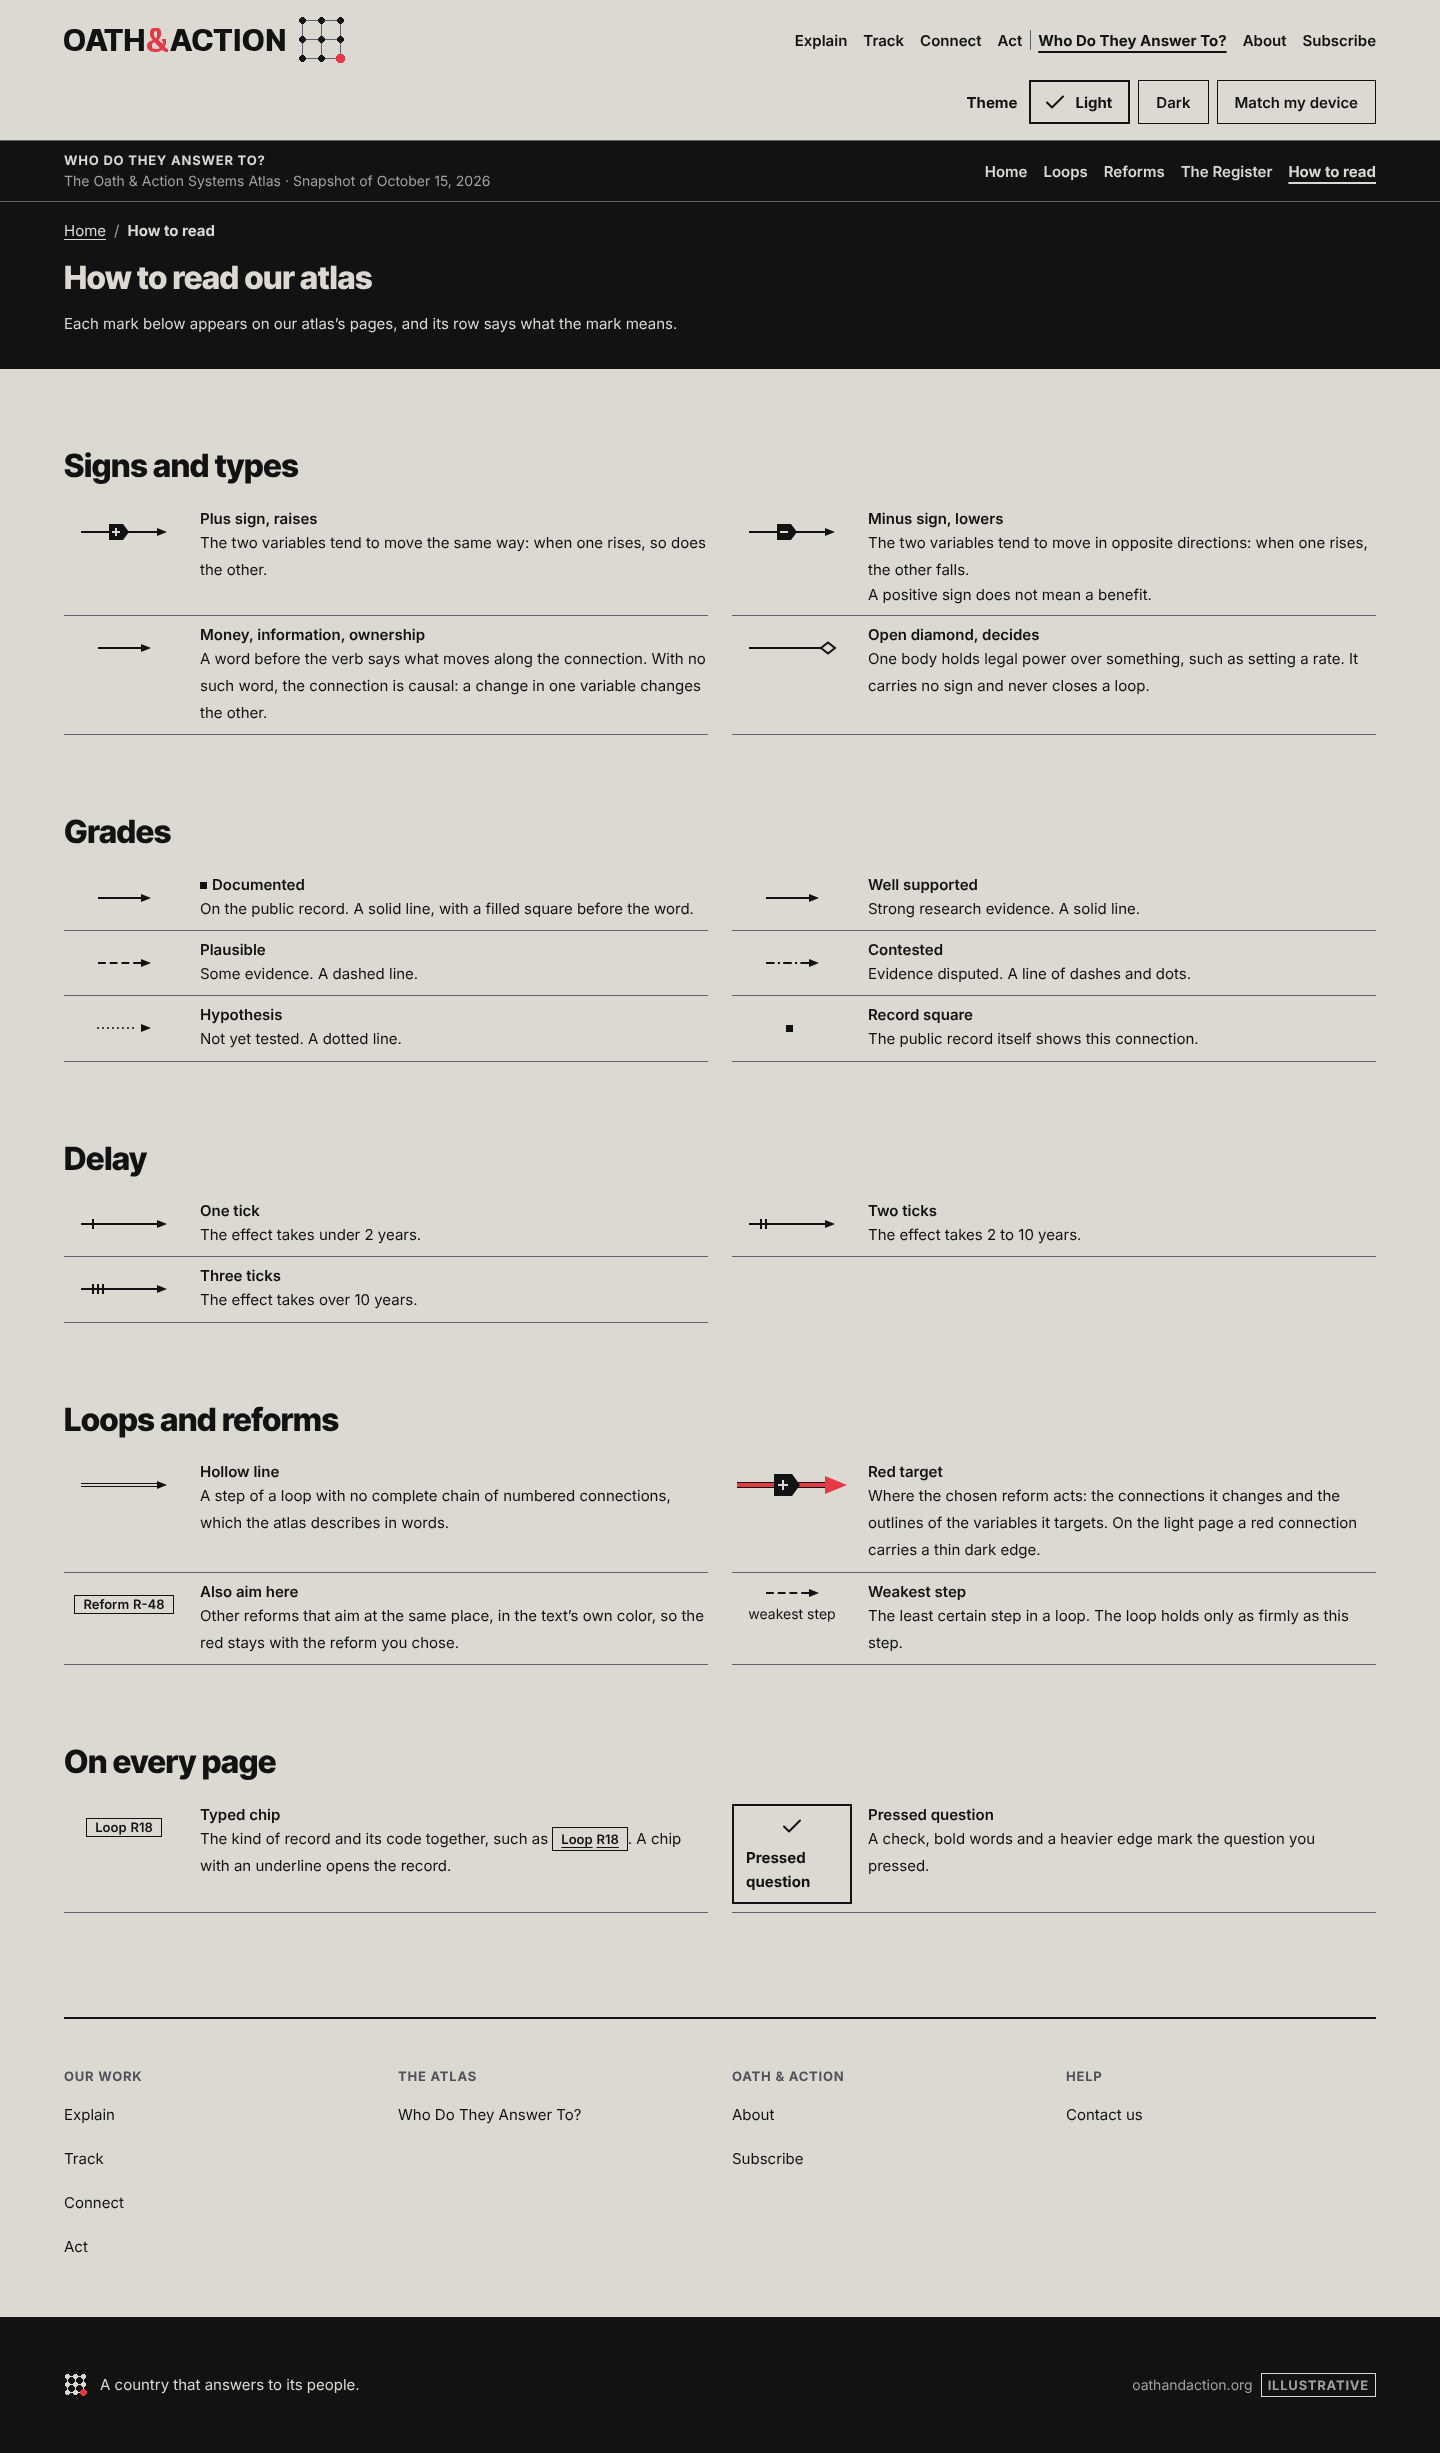 OATH&ACTION
Explain Track Connect Act Who Do They Answer To? About Subscribe
Theme Light Dark Match my device
WHO DO THEY ANSWER TO?
The Oath & Action Systems Atlas · Snapshot of October 15, 2026
Home Loops Reforms The Register How to read
Home / How to read
How to read our atlas
Each mark below appears on our atlas’s pages, and its row says what the mark means.
Signs and types
Plus sign, raises
The two variables tend to move the same way: when one rises, so does
the other.
Minus sign, lowers
The two variables tend to move in opposite directions: when one rises,
the other falls.
A positive sign does not mean a benefit.
Money, information, ownership
A word before the verb says what moves along the connection. With no
such word, the connection is causal: a change in one variable changes
the other.
Open diamond, decides
One body holds legal power over something, such as setting a rate. It
carries no sign and never closes a loop.
Grades
Documented
On the public record. A solid line, with a filled square before the word.
Well supported
Strong research evidence. A solid line.
Plausible
Some evidence. A dashed line.
Contested
Evidence disputed. A line of dashes and dots.
Hypothesis
Not yet tested. A dotted line.
Record square
The public record itself shows this connection.
Delay
One tick
The effect takes under 2 years.
Two ticks
The effect takes 2 to 10 years.
Three ticks
The effect takes over 10 years.
Loops and reforms
Hollow line
A step of a loop with no complete chain of numbered connections,
which the atlas describes in words.
Red target
Where the chosen reform acts: the connections it changes and the
outlines of the variables it targets. On the light page a red connection
carries a thin dark edge.
Reform R-48
Also aim here
Other reforms that aim at the same place, in the text’s own color, so the
red stays with the reform you chose.
weakest step
Weakest step
The least certain step in a loop. The loop holds only as firmly as this
step.
On every page
Loop R18
Typed chip
The kind of record and its code together, such as Loop R18. A chip
with an underline opens the record.
Pressed
question
Pressed question
A check, bold words and a heavier edge mark the question you
pressed.
OUR WORK
Explain
Track
Connect
Act
THE ATLAS
Who Do They Answer To?
OATH & ACTION
About
Subscribe
HELP
Contact us
A country that answers to its people.
oathandaction.org ILLUSTRATIVE